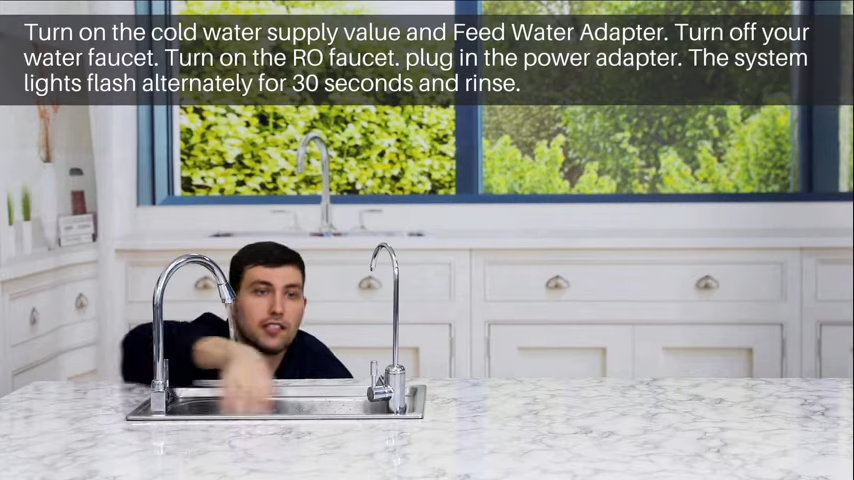 Turn on the cold water supply value and Feed Water Adapter. Turn off your
water faucet. Turn on the RO faucet. plug in the power adapter. The system
lights flash alternately for 30 seconds and rinse.